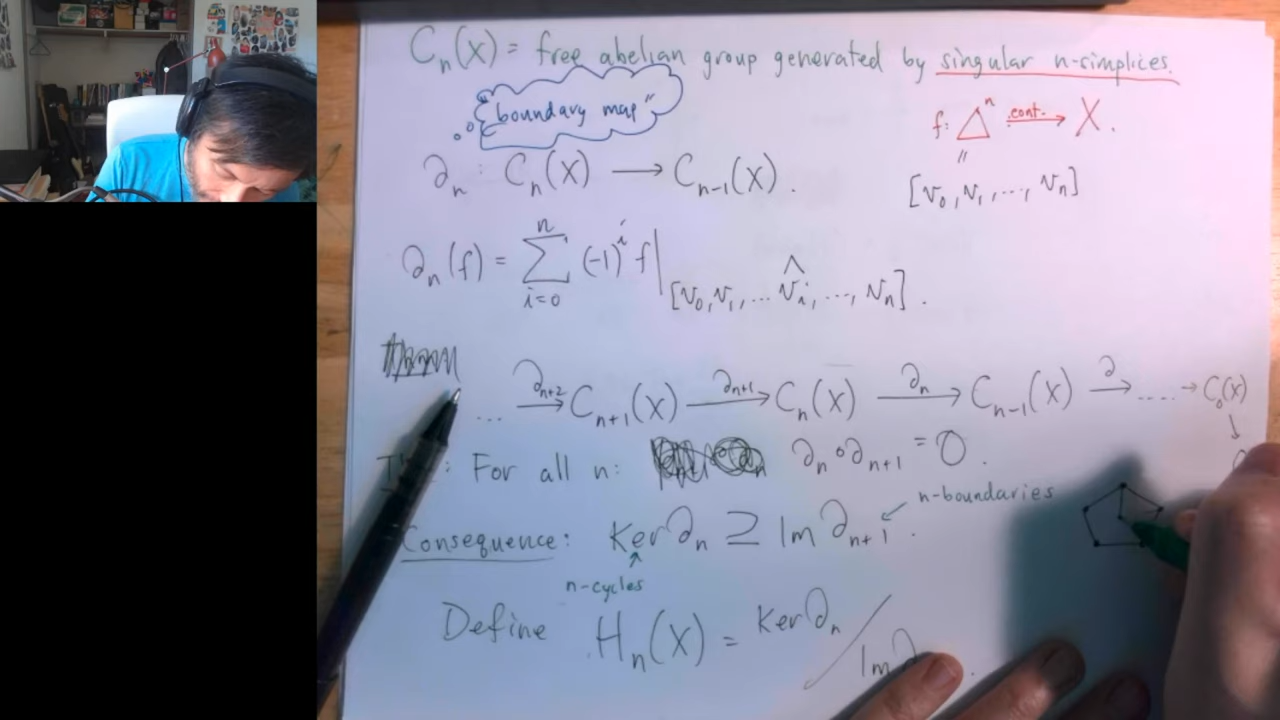 Cₙ(X) = free abelian group generated by singular n-simplices.
"boundary map"
f: Δⁿ cont. → X.
∂ₙ : Cₙ(X) → Cₙ₋₁(X).
=
[v₀, v₁, ..., vₙ]
∂ₙ(f) = Σᵢ₌₀ⁿ (-1)ⁱ f|[v₀, v₁, ... v̂ᵢ, ..., vₙ].
... —∂ₙ₊₂→ Cₙ₊₁(X) —∂ₙ₊₁→ Cₙ(X) —∂ₙ→ Cₙ₋₁(X) —∂→ ..... → C₀(X)
↓
: For all n: ∂ₙ∘∂ₙ₊₁ = 0.
n-boundaries
Consequence: Ker ∂ₙ ⊇ Im ∂ₙ₊₁.
n-cycles
Define Hₙ(X) = Ker ∂ₙ / Im ∂